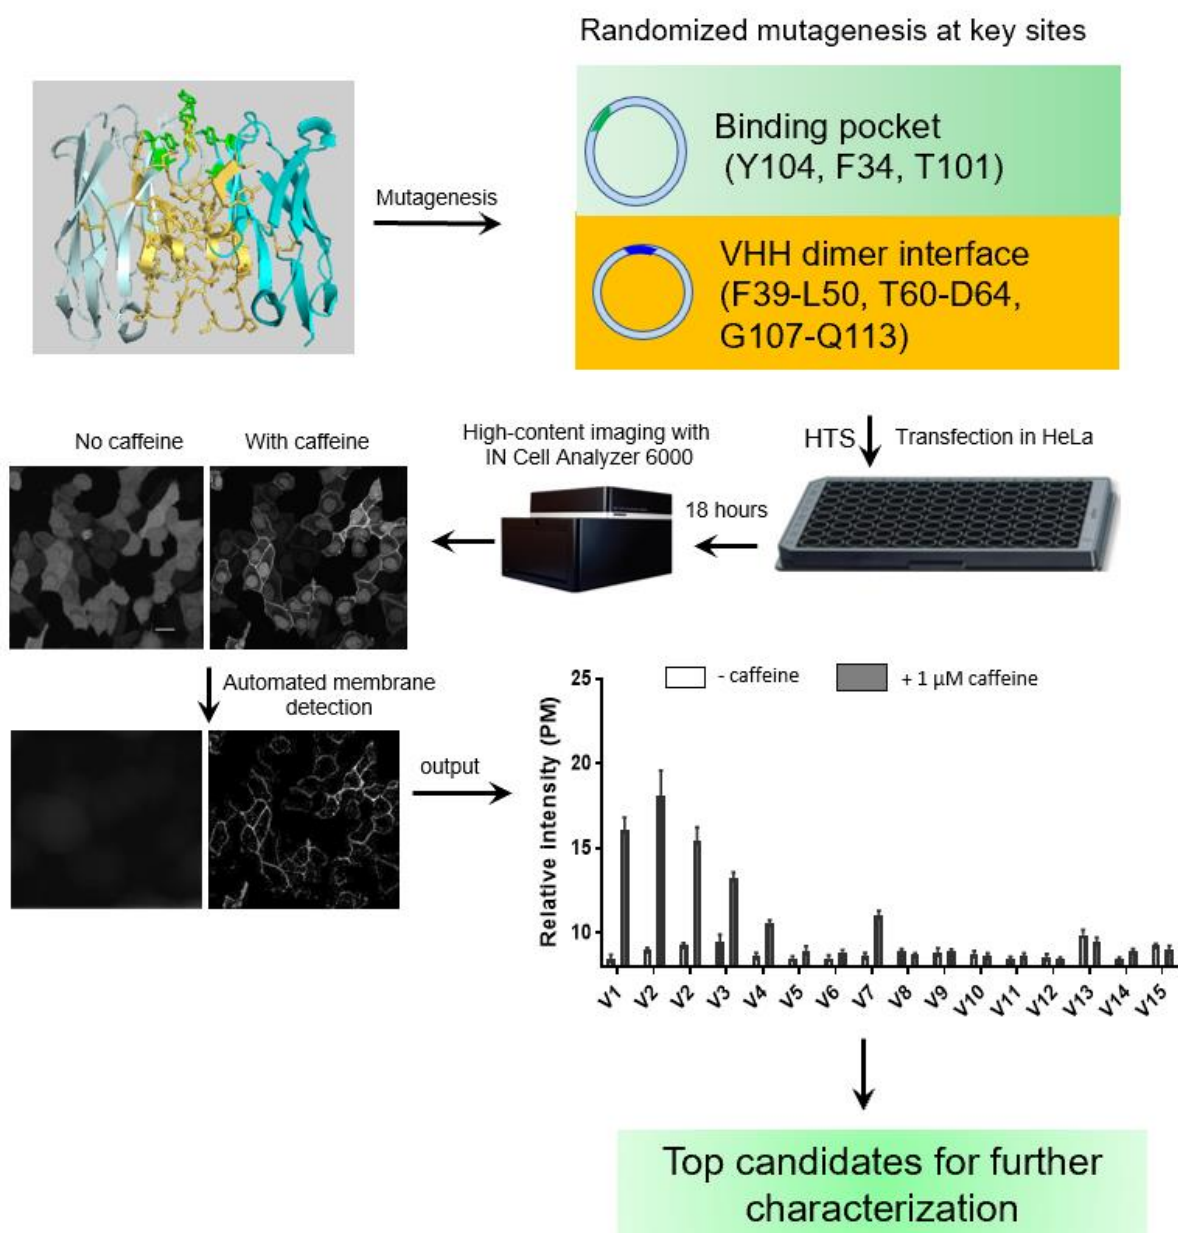 Randomized mutagenesis at key sites
Mutagenesis
Binding pocket
(Y104, F34, T101)
VHH dimer interface
(F39-L50, T60-D64,
G107-Q113)
HTS
Transfection in HeLa
18 hours
High-content imaging with
IN Cell Analyzer 6000
No caffeine
With caffeine
Automated membrane
detection
output
- caffeine
+ 1 µM caffeine
Relative intensity (PM)
25
20
15
10
V1
V2
V2
V3
V4
V5
V6
V7
V8
V9
V10
V11
V12
V13
V14
V15
Top candidates for further
characterization